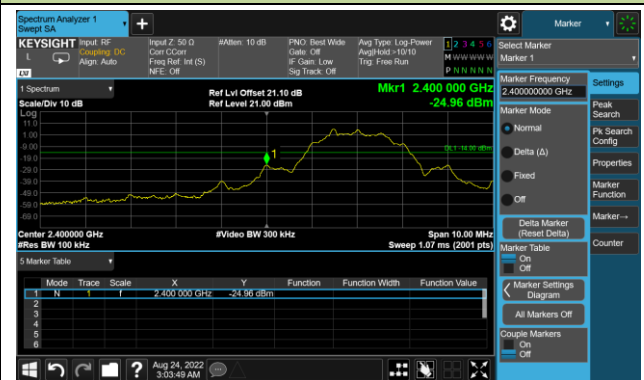 Spectrum Analyzer 1
Swept SA
Marker
KEYSIGHT
L
LXI
Input: RF
Coupling: DC
Align: Auto
Input Z: 50 Ω
Corr CCorr
Freq Ref: Int (S)
NFE: Off
#Atten: 10 dB
PNO: Best Wide
Gate: Off
IF Gain: Low
Sig Track: Off
Avg Type: Log-Power
Avg|Hold >10/10
Trig: Free Run
1 2 3 4 5 6
M W W W W W
P N N N N N
Select Marker
Marker 1
1 Spectrum
Scale/Div 10 dB
Ref Lvl Offset 21.10 dB
Ref Level 21.00 dBm
Mkr1 2.400 000 GHz
-24.96 dBm
Log
11.0
1.00
-9.00
-19.0
-29.0
-39.0
-49.0
-59.0
-69.0
DL1 -14.00 dBm
1
Center 2.400000 GHz
#Res BW 100 kHz
#Video BW 300 kHz
Span 10.00 MHz
Sweep 1.07 ms (2001 pts)
5 Marker Table
Mode Trace Scale X Y Function Function Width Function Value
1 N 1 f 2.400 000 GHz -24.96 dBm
2
3
4
5
6
Marker Frequency
2.400000000 GHz
Marker Mode
Normal
Delta (Δ)
Fixed
Off
Delta Marker
(Reset Delta)
Marker Table
On
Off
Marker Settings
Diagram
All Markers Off
Couple Markers
On
Off
Settings
Peak
Search
Pk Search
Config
Properties
Marker
Function
Marker→
Counter
Aug 24, 2022
3:03:49 AM